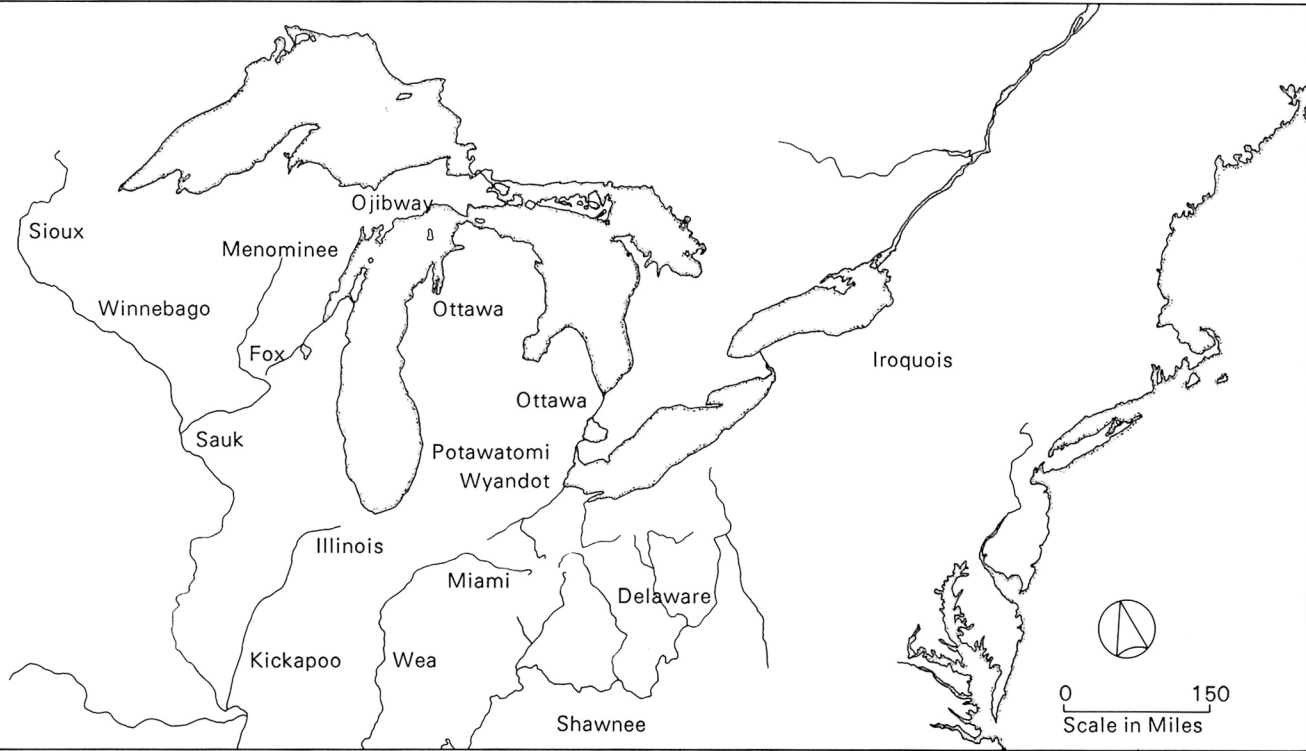 Ojibway
Sioux
Menominee
Winnebago
Ottawa
Fox
Iroquois
Ottawa
Sauk
Potawatomi
Wyandot
Illinois
Miami
Delaware
Kickapoo
Wea
Shawnee
0 150
Scale in Miles